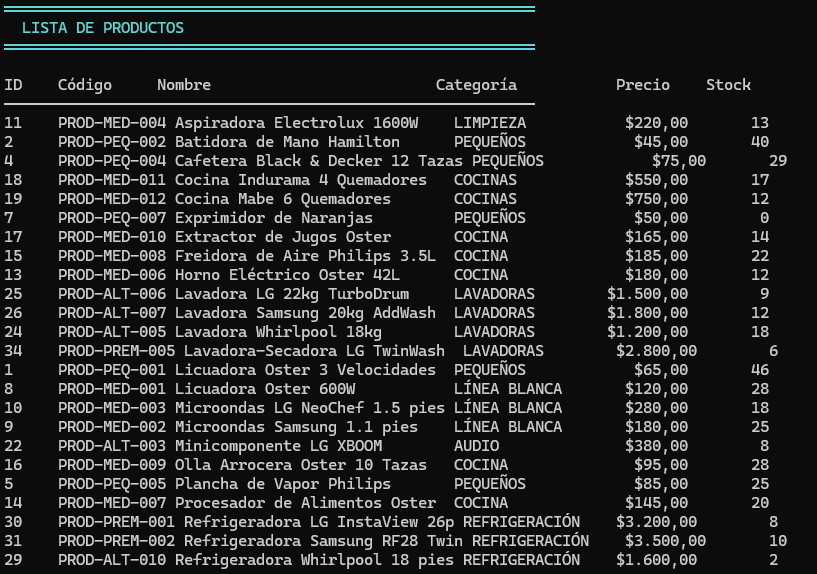 LISTA DE PRODUCTOS
ID Código Nombre Categoría Precio Stock
11 PROD-MED-004 Aspiradora Electrolux 1600W LIMPIEZA $220,00 13
2 PROD-PEQ-002 Batidora de Mano Hamilton PEQUEÑOS $45,00 40
4 PROD-PEQ-004 Cafetera Black & Decker 12 Tazas PEQUEÑOS $75,00 29
18 PROD-MED-011 Cocina Indurama 4 Quemadores COCINAS $550,00 17
19 PROD-MED-012 Cocina Mabe 6 Quemadores COCINAS $750,00 12
7 PROD-PEQ-007 Exprimidor de Naranjas PEQUEÑOS $50,00 0
17 PROD-MED-010 Extractor de Jugos Oster COCINA $165,00 14
15 PROD-MED-008 Freidora de Aire Philips 3.5L COCINA $185,00 22
13 PROD-MED-006 Horno Eléctrico Oster 42L COCINA $180,00 12
25 PROD-ALT-006 Lavadora LG 22kg TurboDrum LAVADORAS $1.500,00 9
26 PROD-ALT-007 Lavadora Samsung 20kg AddWash LAVADORAS $1.800,00 12
24 PROD-ALT-005 Lavadora Whirlpool 18kg LAVADORAS $1.200,00 18
34 PROD-PREM-005 Lavadora-Secadora LG TwinWash LAVADORAS $2.800,00 6
1 PROD-PEQ-001 Licuadora Oster 3 Velocidades PEQUEÑOS $65,00 46
8 PROD-MED-001 Licuadora Oster 600W LÍNEA BLANCA $120,00 28
10 PROD-MED-003 Microondas LG NeoChef 1.5 pies LÍNEA BLANCA $280,00 18
9 PROD-MED-002 Microondas Samsung 1.1 pies LÍNEA BLANCA $180,00 25
22 PROD-ALT-003 Minicomponente LG XBOOM AUDIO $380,00 8
16 PROD-MED-009 Olla Arrocera Oster 10 Tazas COCINA $95,00 28
5 PROD-PEQ-005 Plancha de Vapor Philips PEQUEÑOS $85,00 25
14 PROD-MED-007 Procesador de Alimentos Oster COCINA $145,00 20
30 PROD-PREM-001 Refrigeradora LG InstaView 26p REFRIGERACIÓN $3.200,00 8
31 PROD-PREM-002 Refrigeradora Samsung RF28 Twin REFRIGERACIÓN $3.500,00 10
29 PROD-ALT-010 Refrigeradora Whirlpool 18 pies REFRIGERACIÓN $1.600,00 2